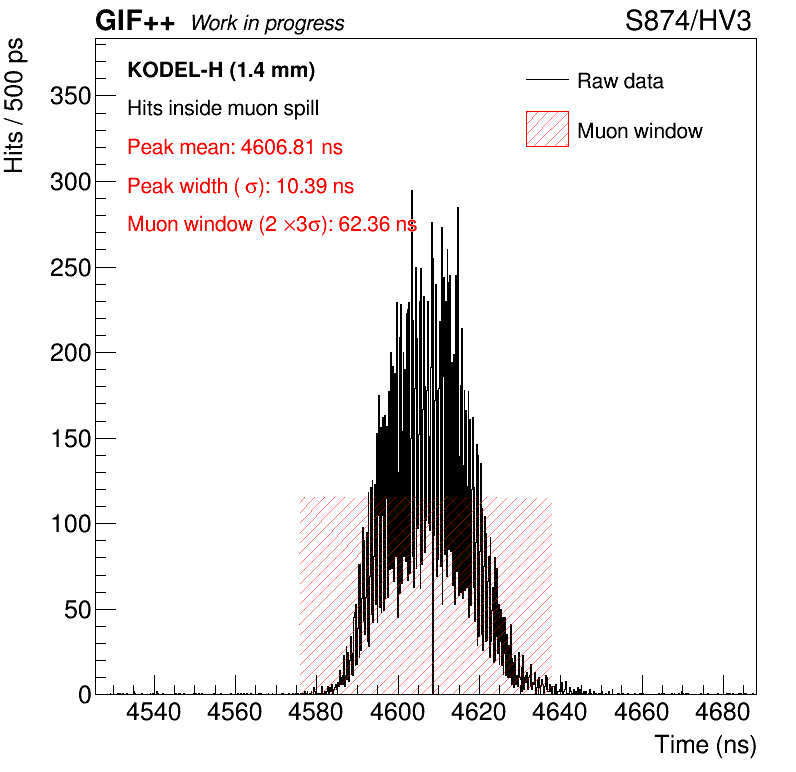 GIF++ Work in progress S874/HV3
KODEL-H (1.4 mm)
Hits inside muon spill
Peak mean: 4606.81 ns
Peak width ( σ): 10.39 ns
Muon window (2 ×3σ): 62.36 ns
Raw data
Muon window
Hits / 500 ps
350
300
250
200
150
100
50
0
4540 4560 4580 4600 4620 4640 4660 4680
Time (ns)